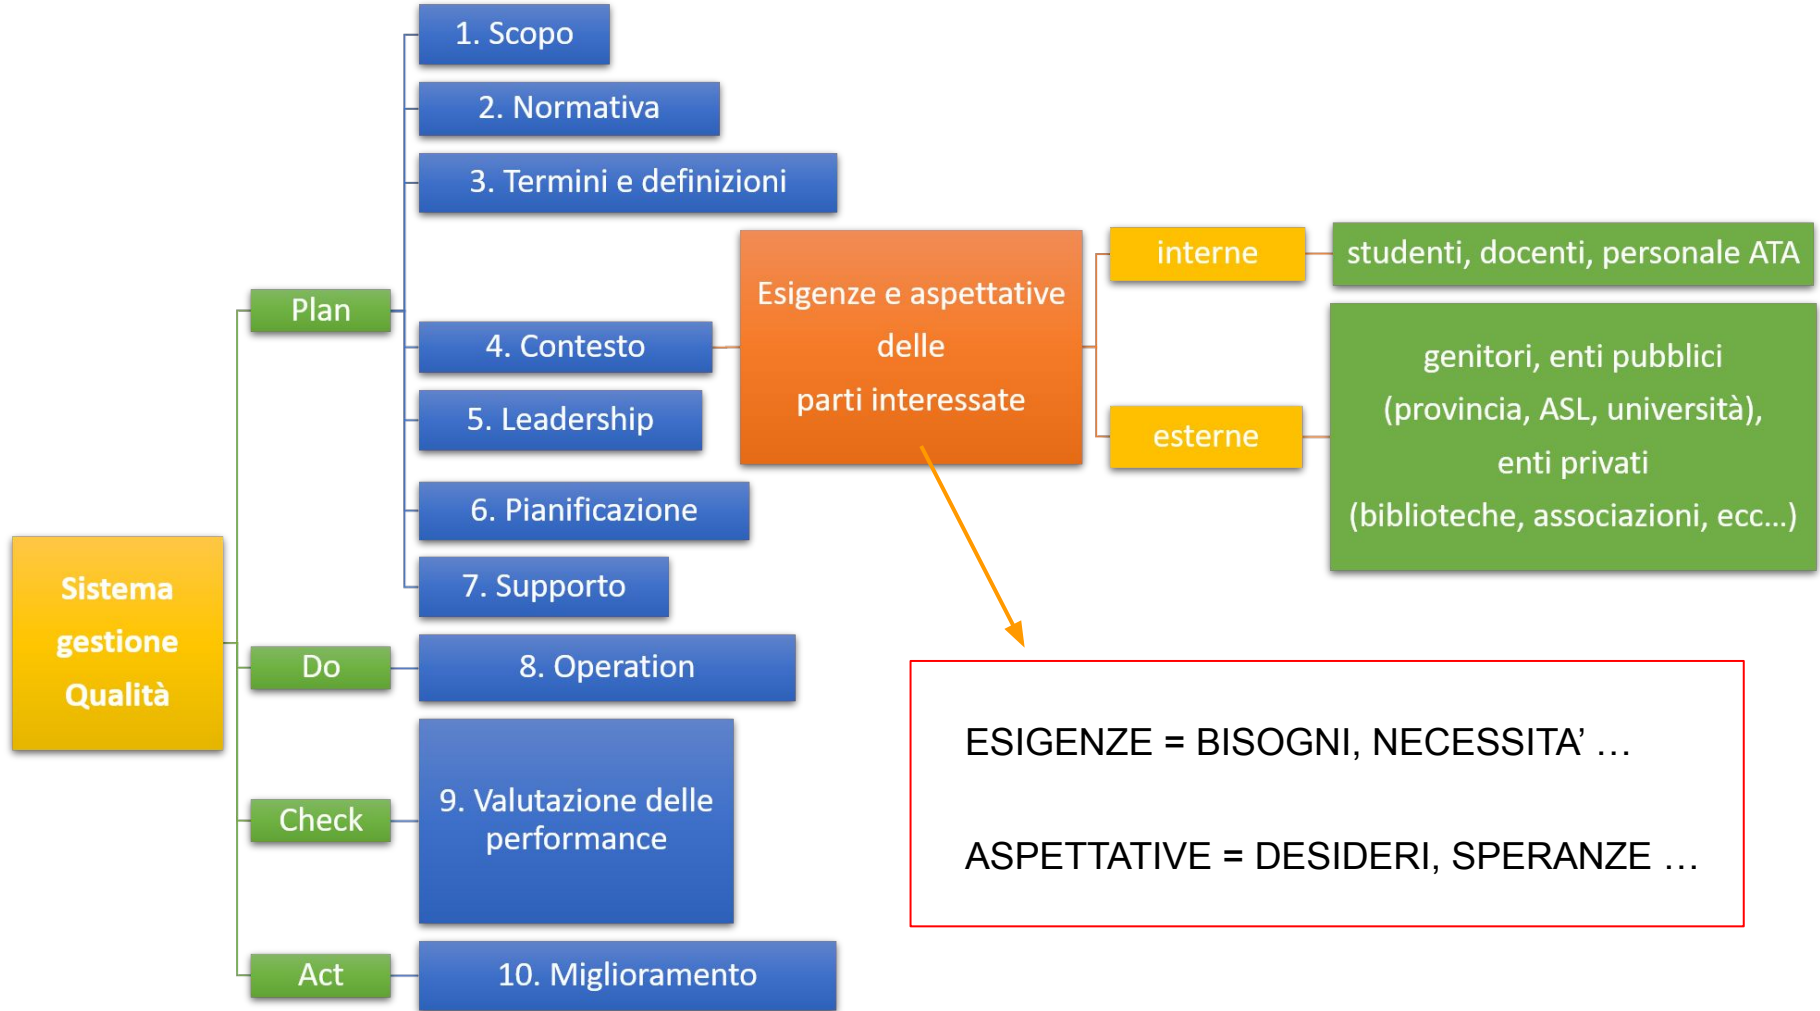 Sistema
gestione
Qualità
Plan
1. Scopo
2. Normativa
3. Termini e definizioni
4. Contesto
Esigenze e aspettative
delle
parti interessate
interne
studenti, docenti, personale ATA
esterne
genitori, enti pubblici
(provincia, ASL, università),
enti privati
(biblioteche, associazioni, ecc...)
5. Leadership
6. Pianificazione
7. Supporto
Do
8. Operation
Check
9. Valutazione delle
performance
Act
10. Miglioramento
ESIGENZE = BISOGNI, NECESSITA’ …
ASPETTATIVE = DESIDERI, SPERANZE …